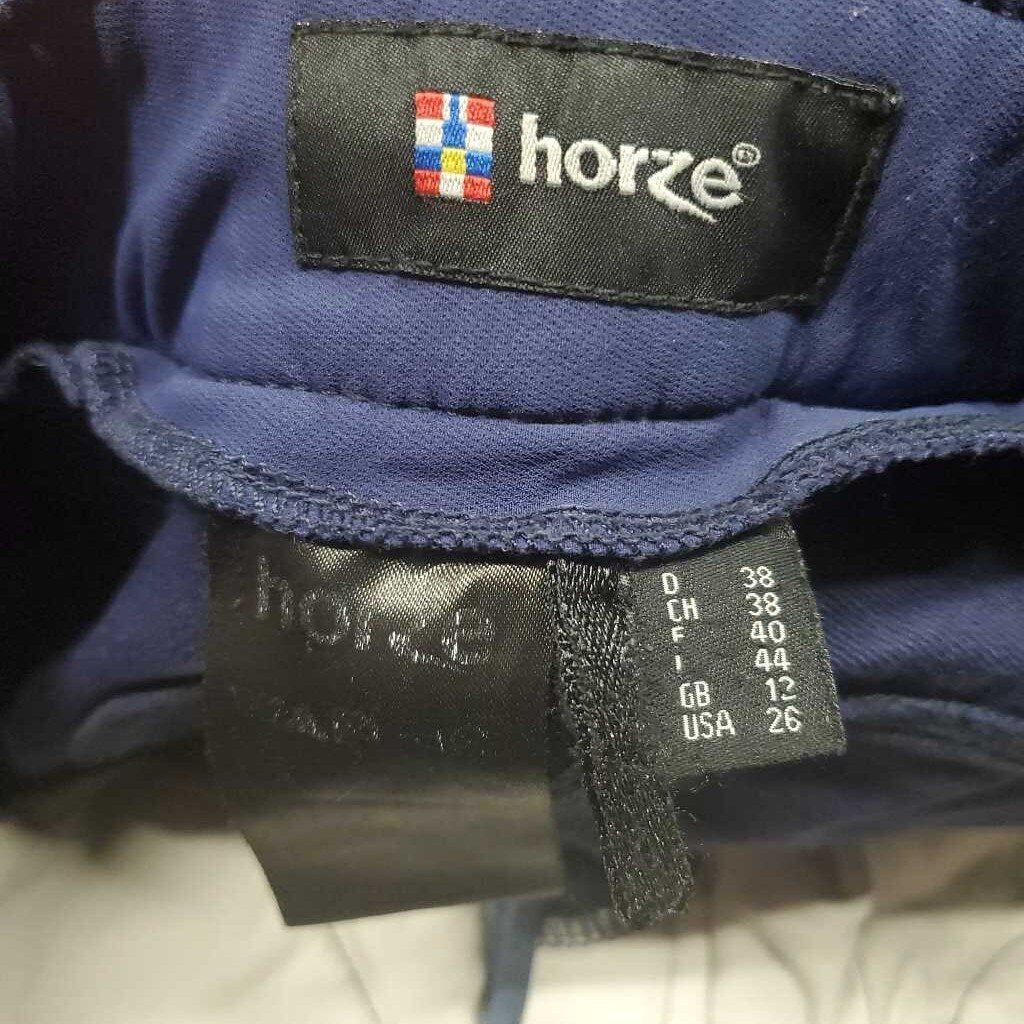 horze®
horze
D 38
CH 38
F 40
I 44
GB 12
USA 26